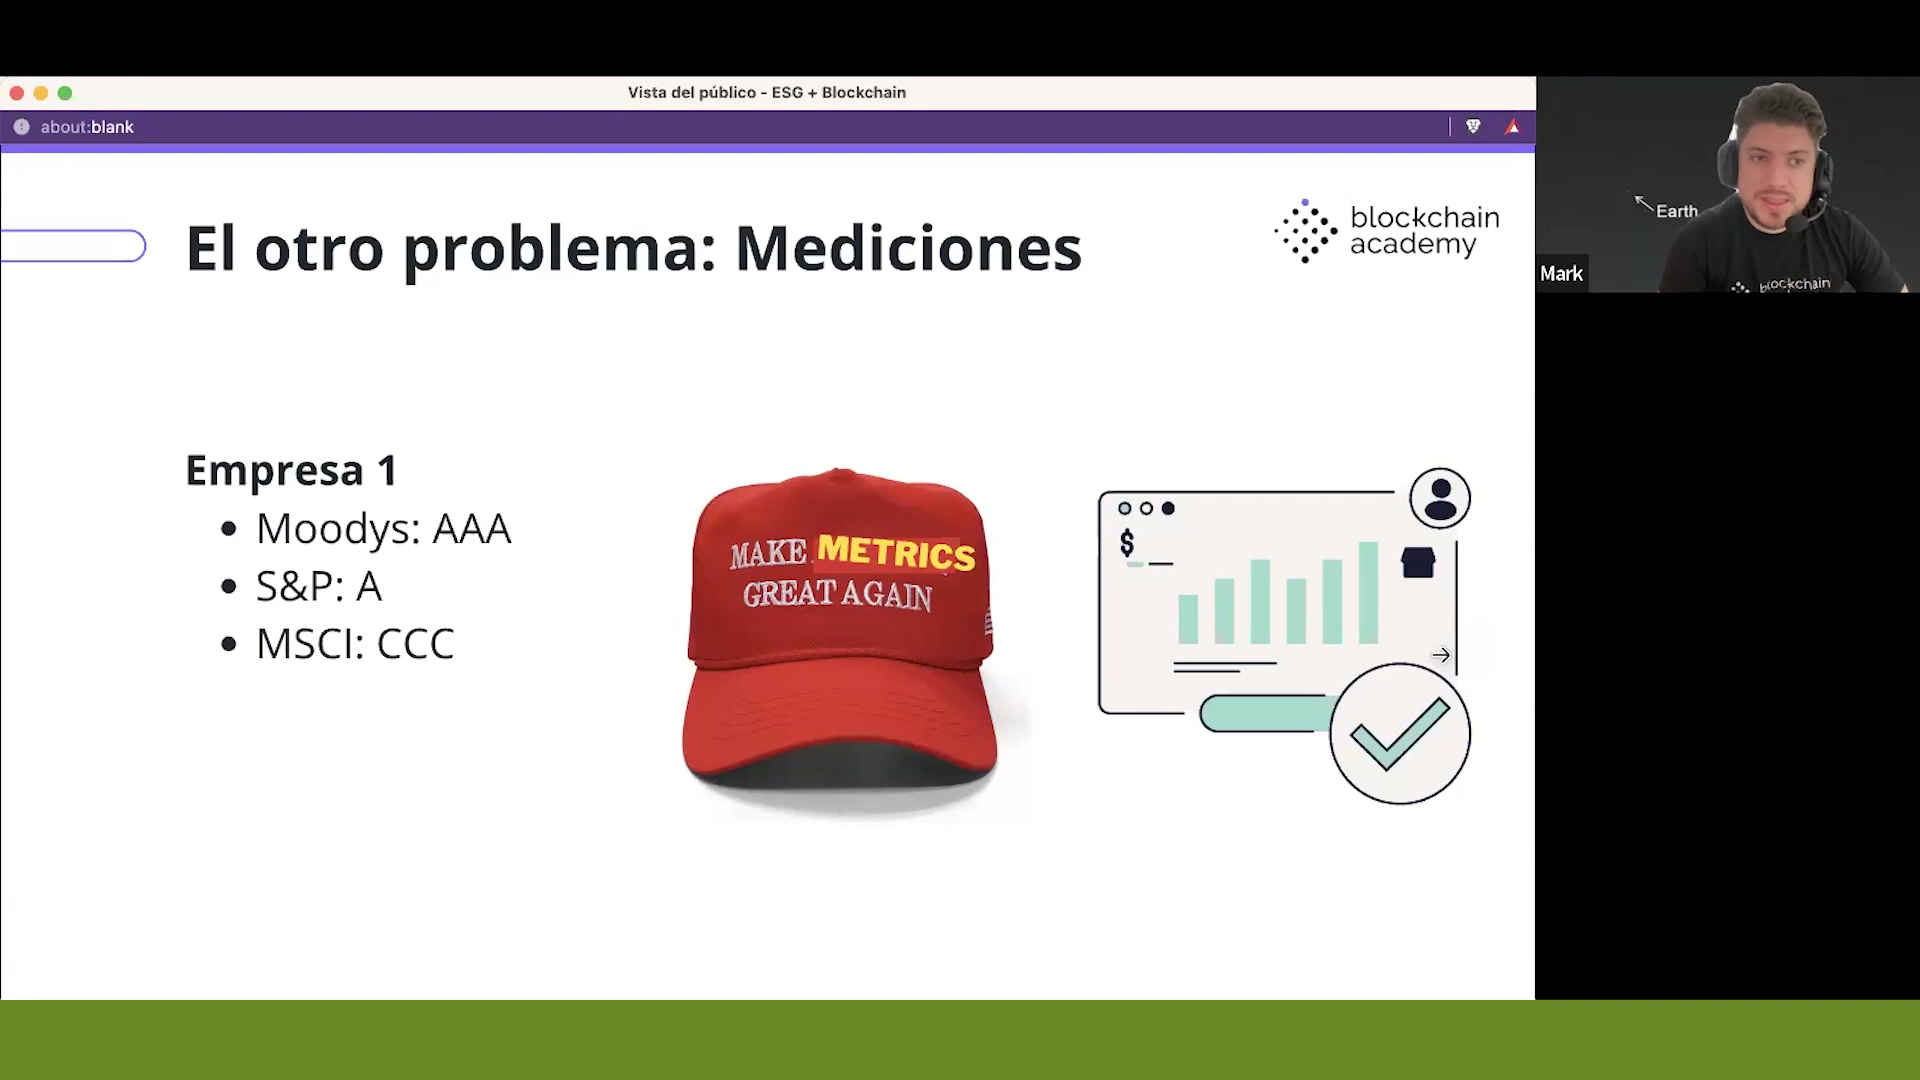 Vista del público - ESG + Blockchain
about:blank
El otro problema: Mediciones
blockchain
academy
Earth
Mark
blockchain
Empresa 1
• Moodys: AAA
• S&P: A
• MSCI: CCC
MAKE METRICS
GREAT AGAIN
$